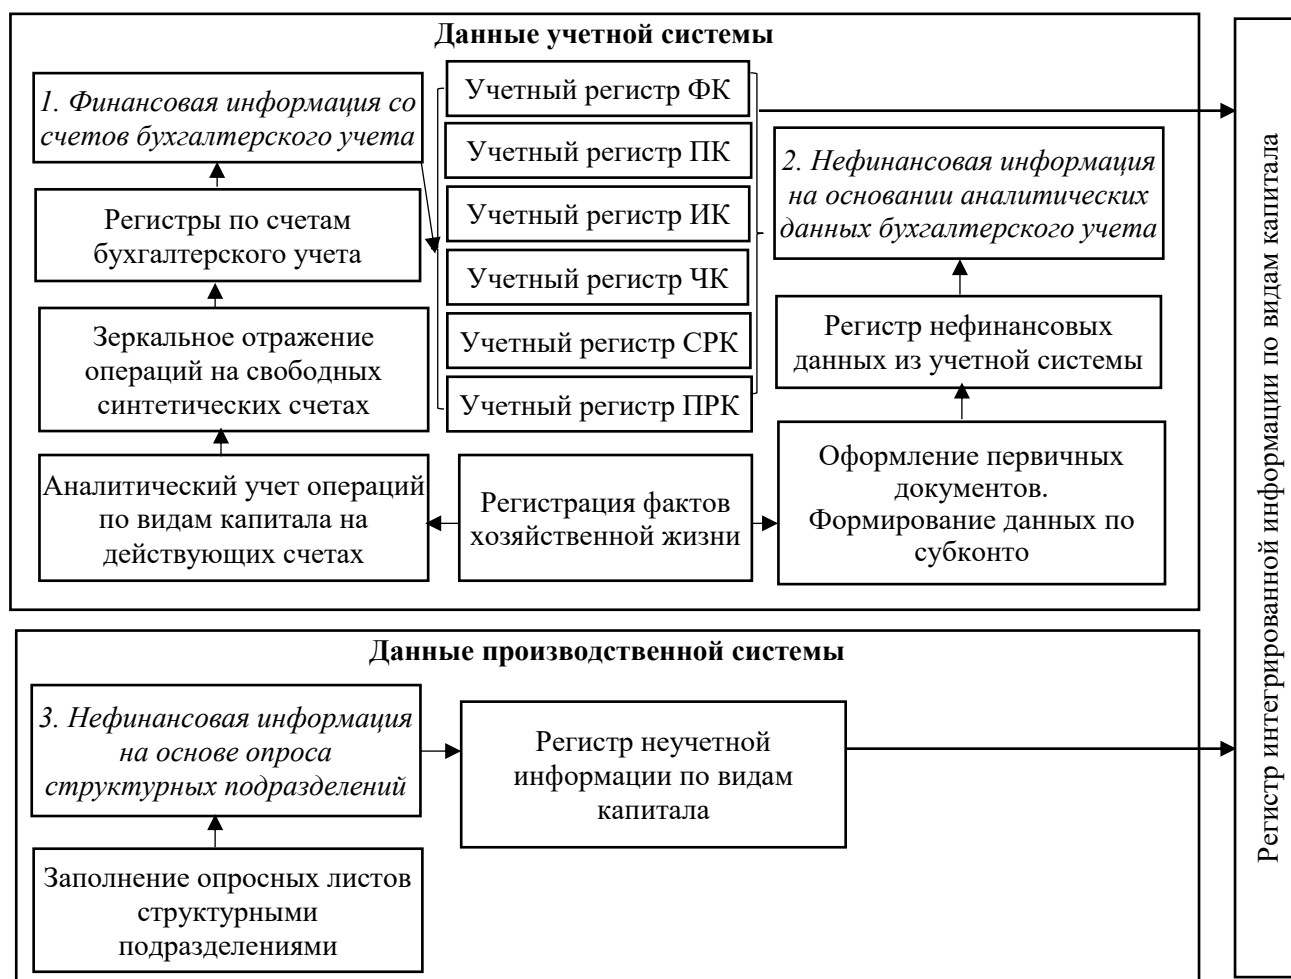 Данные учетной системы
1. Финансовая информация со
счетов бухгалтерского учета
Регистры по счетам
бухгалтерского учета
Зеркальное отражение
операций на свободных
синтетических счетах
Аналитический учет операций
по видам капитала на
действующих счетах
Учетный регистр ФК
Учетный регистр ПК
Учетный регистр ИК
Учетный регистр ЧК
Учетный регистр СРК
Учетный регистр ПРК
Регистрация фактов
хозяйственной жизни
2. Нефинансовая информация
на основании аналитических
данных бухгалтерского учета
Регистр нефинансовых
данных из учетной системы
Оформление первичных
документов.
Формирование данных по
субконто
Данные производственной системы
3. Нефинансовая информация
на основе опроса
структурных подразделений
Заполнение опросных листов
структурными
подразделениями
Регистр неучетной
информации по видам
капитала
Регистр интегрированной информации по видам капитала